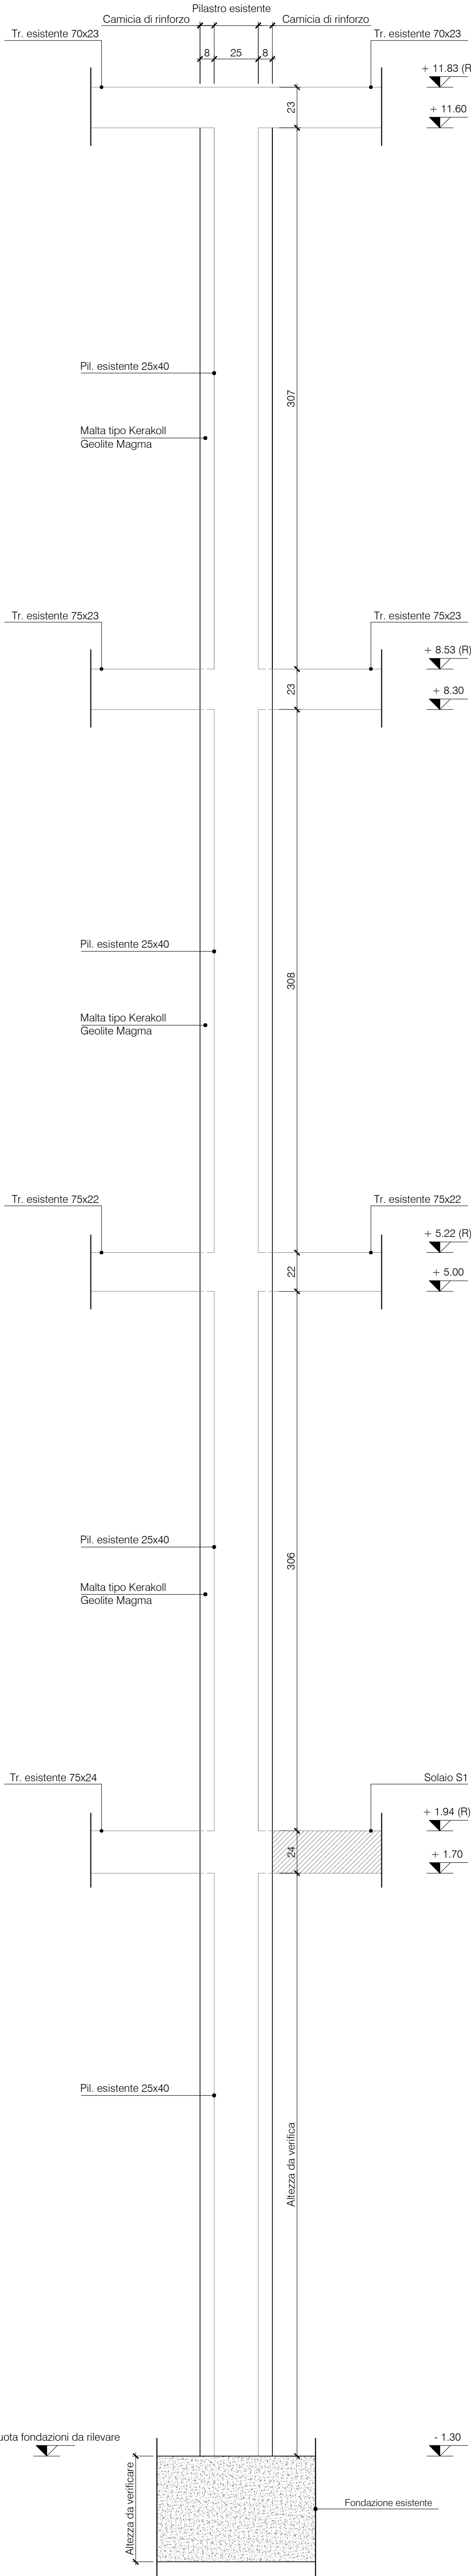 Pilastro esistente
Camicia di rinforzo
Camicia di rinforzo
Tr. esistente 70x23
Tr. esistente 70x23
8
25
8
+ 11.83 (R)
23
+ 11.60
Pil. esistente 25x40
307
Malta tipo Kerakoll
Geolite Magma
Tr. esistente 75x23
Tr. esistente 75x23
+ 8.53 (R)
23
+ 8.30
Pil. esistente 25x40
308
Malta tipo Kerakoll
Geolite Magma
Tr. esistente 75x22
Tr. esistente 75x22
+ 5.22 (R)
22
+ 5.00
Pil. esistente 25x40
306
Malta tipo Kerakoll
Geolite Magma
Tr. esistente 75x24
Solaio S1
+ 1.94 (R)
24
+ 1.70
Pil. esistente 25x40
Altezza da verifica
uota fondazioni da rilevare
- 1.30
Altezza da verificare
Fondazione esistente